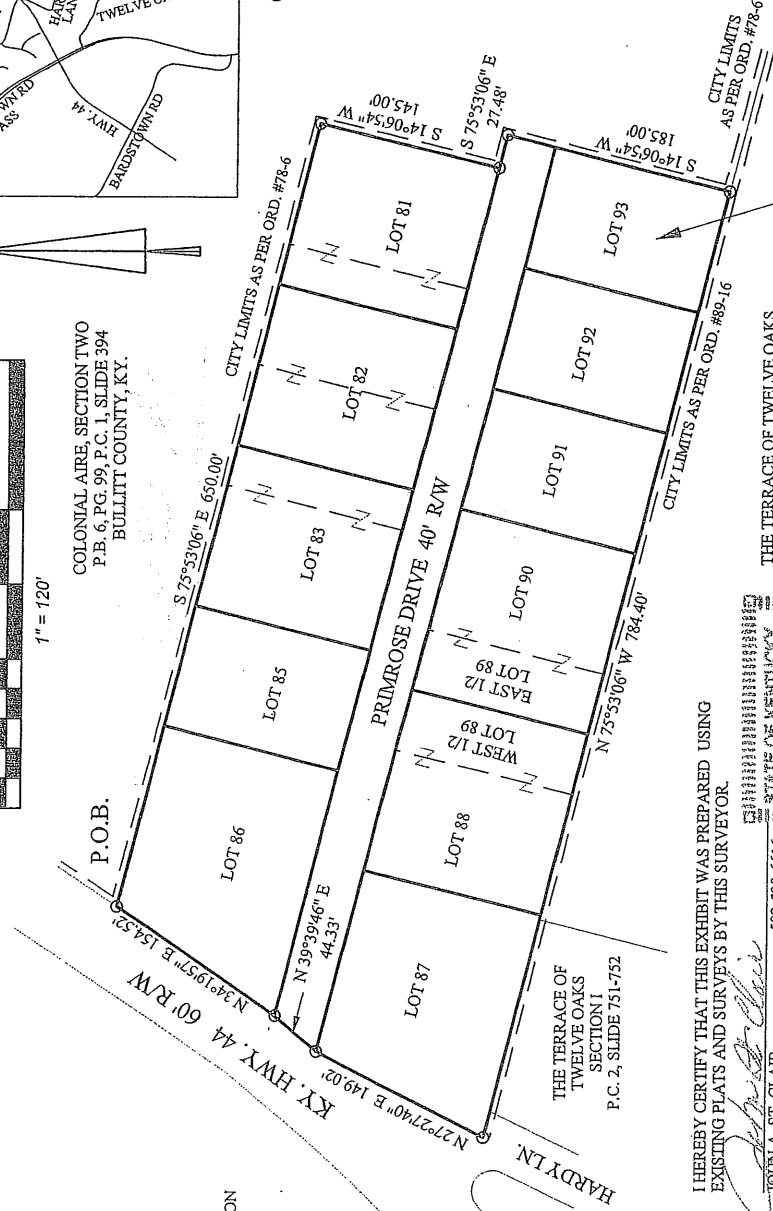 TWELVE OA
HWY. 44
BARDSTOWN RD
1" = 120'
COLONIAL AIRE, SECTION TWO
P.B. 6, PG. 99, P.C. 1, SLIDE 394
BULLITT COUNTY, KY.
CITY LIMITS AS PER ORD. #78-6
S 14°06'54" W
145.00'
S 75°53'06" E
27.48'
CITY LIMITS
AS PER ORD. #78-6
S 14°06'54" W
185.00'
S 75°53'06" E 650.00'
P.O.B.
LOT 81
LOT 82
LOT 83
LOT 85
LOT 86
PRIMROSE DRIVE 40' R/W
LOT 93
LOT 92
LOT 91
LOT 90
EAST 1/2
LOT 89
WEST 1/2
LOT 89
LOT 88
LOT 87
N 34°19'57" E 154.52'
N 39°39'46" E
44.33'
KY. HWY. 44 60' R/W
N 27°27'40" E 149.02'
CITY LIMITS AS PER ORD. #89-16
N 75°53'06" W 784.40'
HARDY LN.
THE TERRACE OF
TWELVE OAKS
SECTION I
P.C. 2, SLIDE 751-752
THE TERRACE OF TWELVE OAKS
I HEREBY CERTIFY THAT THIS EXHIBIT WAS PREPARED USING
EXISTING PLATS AND SURVEYS BY THIS SURVEYOR.
STATE OF KENTUCKY
JOHN A. ST. CLAIR